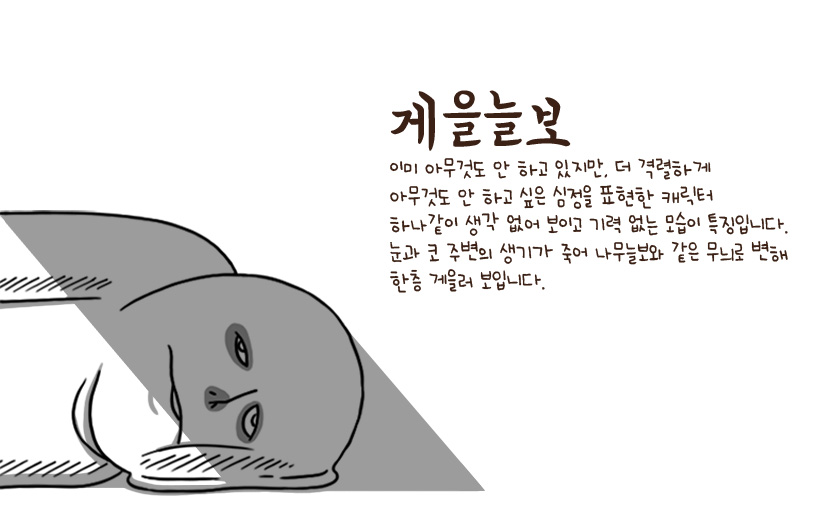 게을늘보
이미 아무것도 안 하고 있지만, 더 격렬하게
아무것도 안 하고 싶은 심정을 표현한 캐릭터
하나같이 생각 없어 보이고 기력 없는 모습이 특징입니다.
눈과 코 주변의 생기가 죽어 나무늘보와 같은 무늬로 변해
한층 게을러 보입니다.